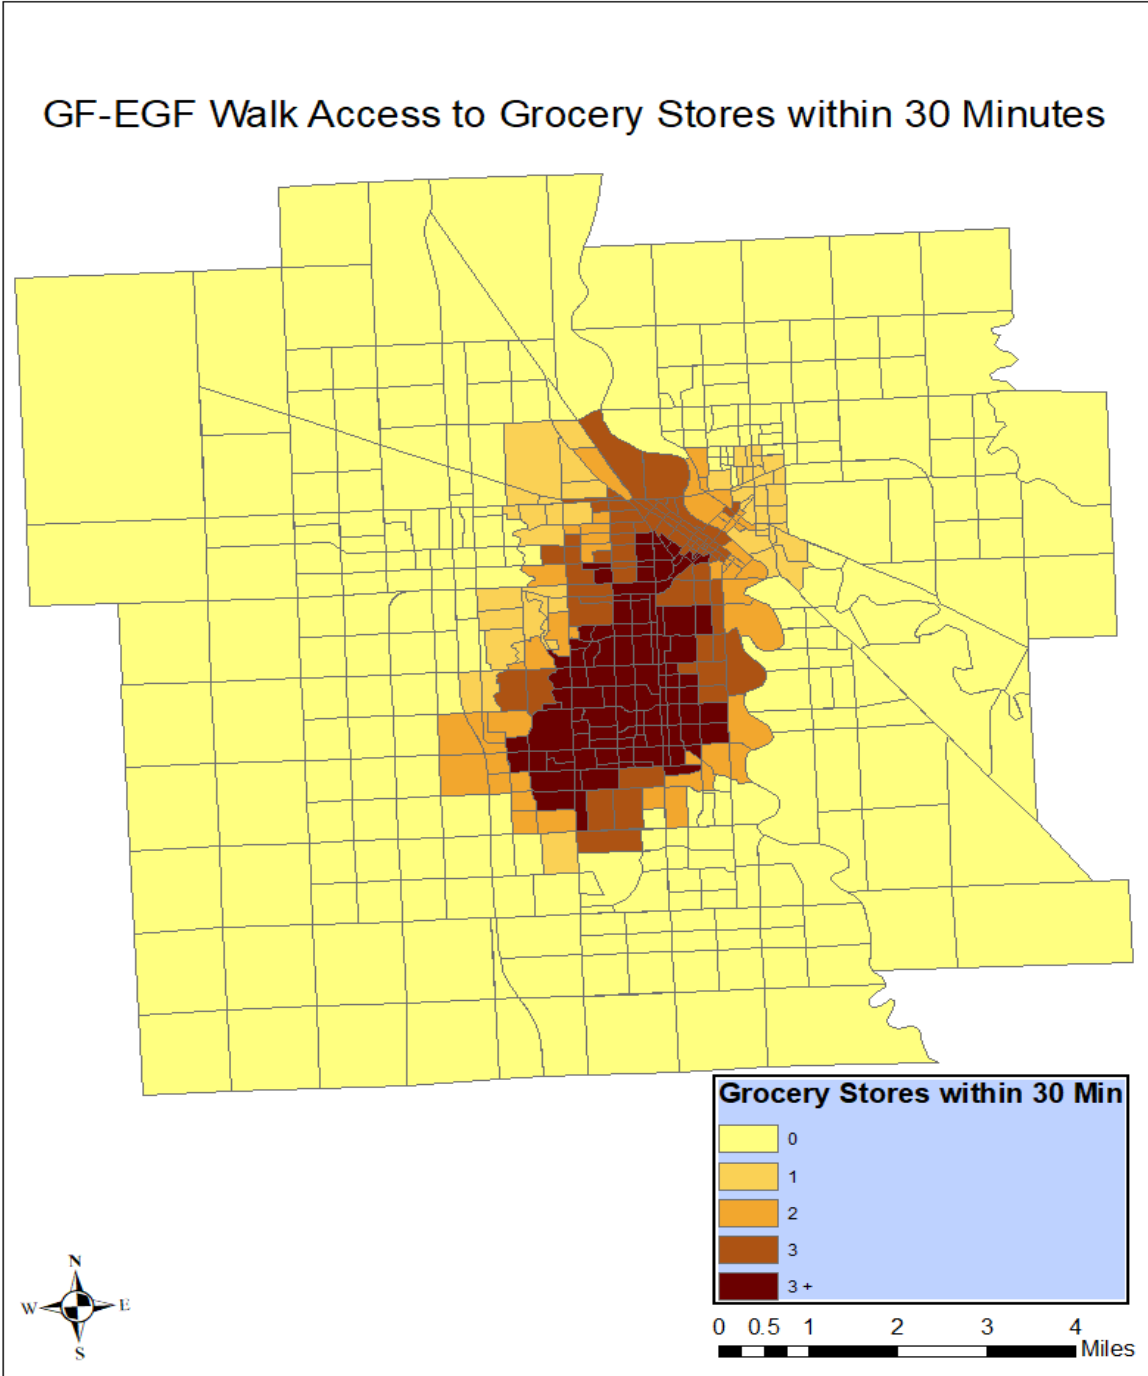 GF-EGF Walk Access to Grocery Stores within 30 Minutes
Grocery Stores within 30 Min
0
1
2
3
3 +
N
W E
S
0 0.5 1 2 3 4
Miles